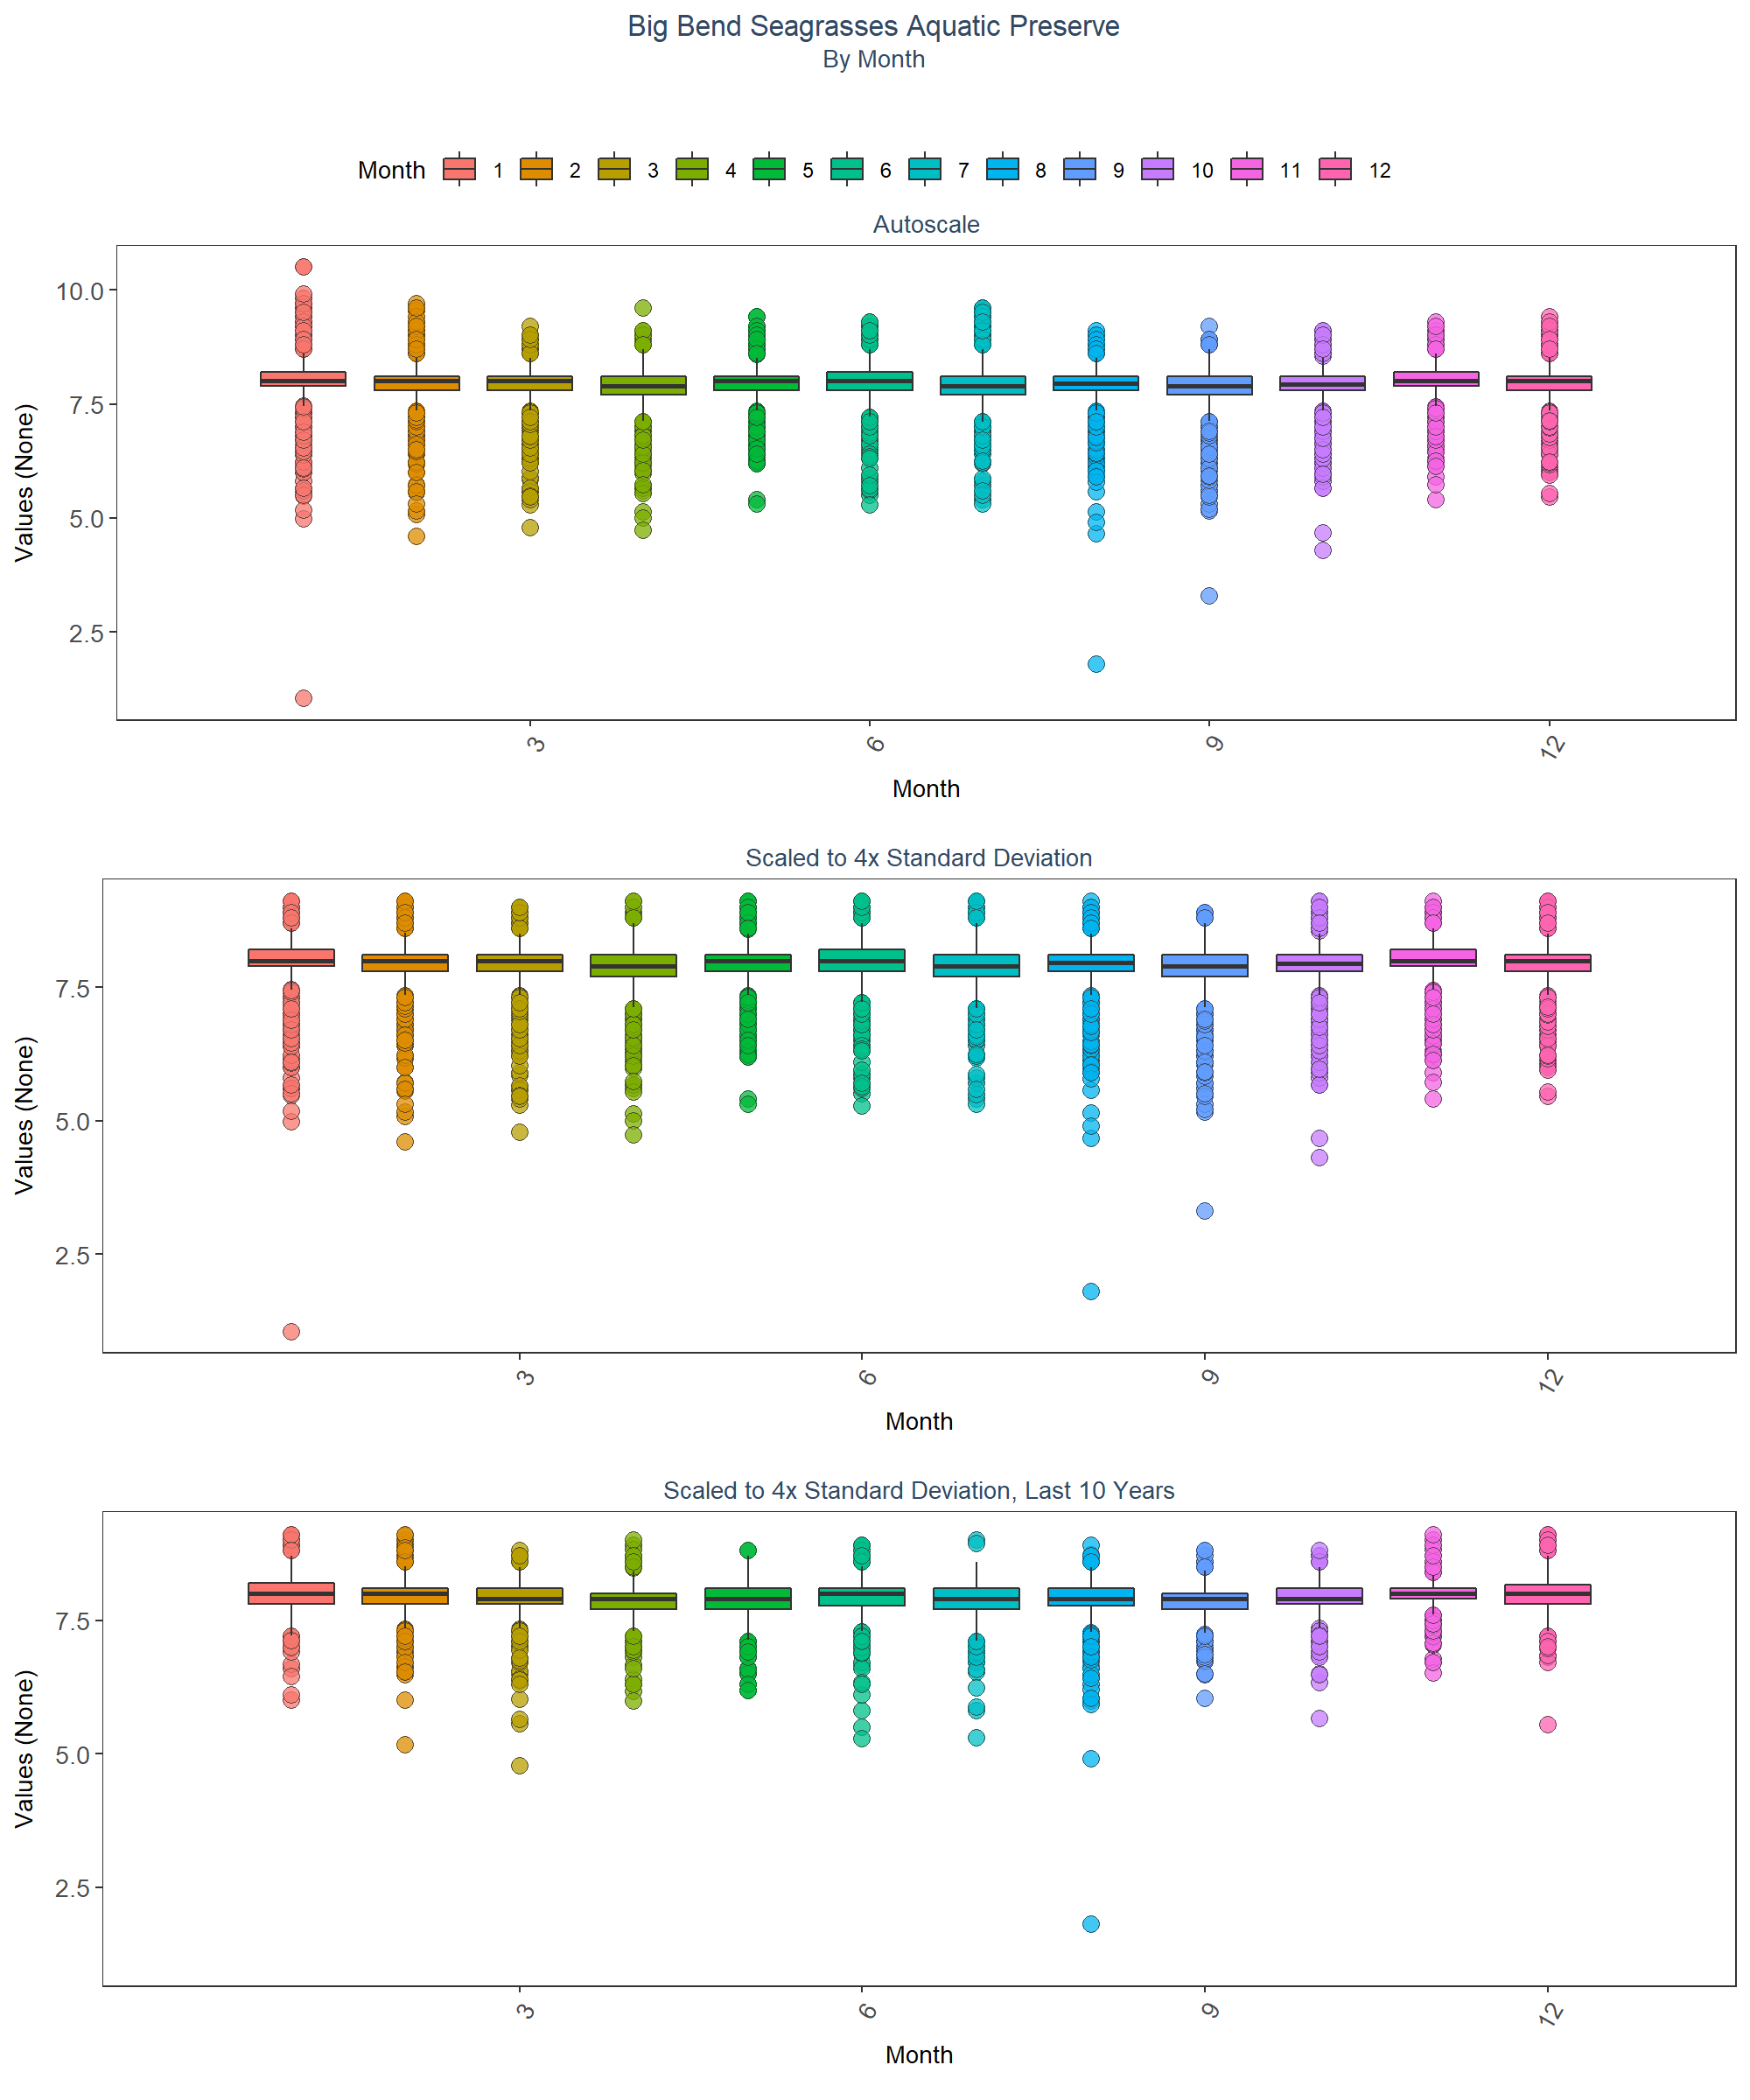 Big Bend Seagrasses Aquatic Preserve
By Month
Month 1 2 3 4 5 6 7 8 9 10 11 12
Autoscale
Values (None)
10.0
7.5
5.0
2.5
3 6 9 12
Month
Scaled to 4x Standard Deviation
Values (None)
7.5
5.0
2.5
3 6 9 12
Month
Scaled to 4x Standard Deviation, Last 10 Years
Values (None)
7.5
5.0
2.5
3 6 9 12
Month